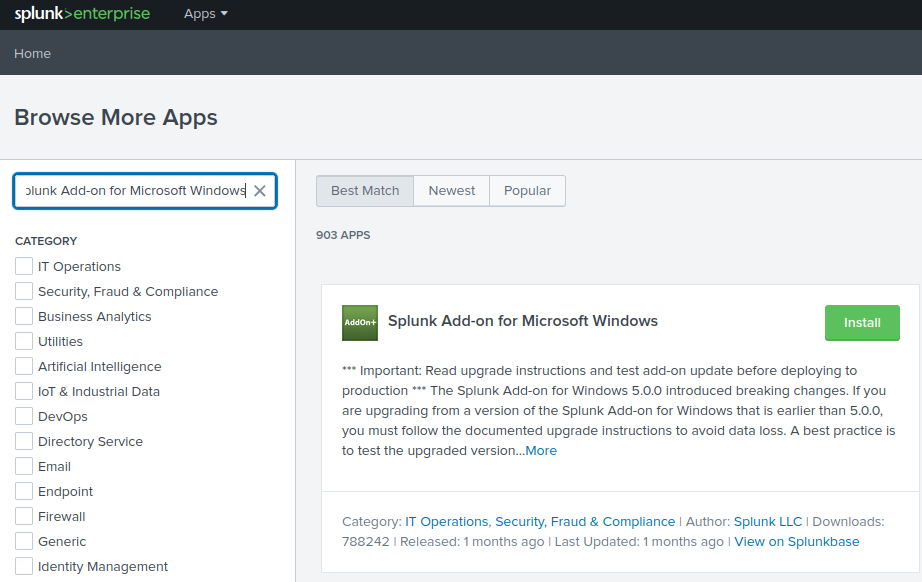 splunk>enterprise Apps
Home
Browse More Apps
plunk Add-on for Microsoft Windows
Best Match Newest Popular
903 APPS
CATEGORY
IT Operations
Security, Fraud & Compliance
Business Analytics
Utilities
Artificial Intelligence
IoT & Industrial Data
DevOps
Directory Service
Email
Endpoint
Firewall
Generic
Identity Management
AddOn+
Splunk Add-on for Microsoft Windows
Install
*** Important: Read upgrade instructions and test add-on update before deploying to
production *** The Splunk Add-on for Windows 5.0.0 introduced breaking changes. If you
are upgrading from a version of the Splunk Add-on for Windows that is earlier than 5.0.0,
you must follow the documented upgrade instructions to avoid data loss. A best practice is
to test the upgraded version...More
Category: IT Operations, Security, Fraud & Compliance | Author: Splunk LLC | Downloads:
788242 | Released: 1 months ago | Last Updated: 1 months ago | View on Splunkbase